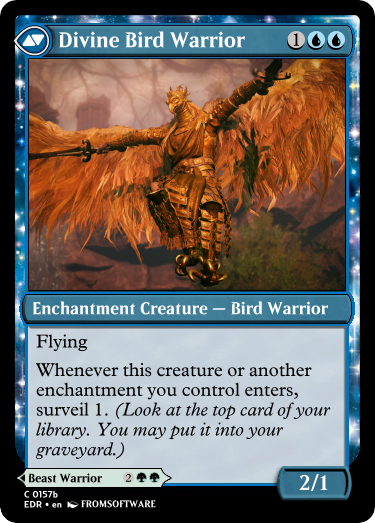 Divine Bird Warrior 1
Enchantment Creature — Bird Warrior
Flying
Whenever this creature or another
enchantment you control enters,
surveil 1. (Look at the top card of your
library. You may put it into your
graveyard.)
Beast Warrior 2
2/1
C 0157b
EDR • en FROMSOFTWARE